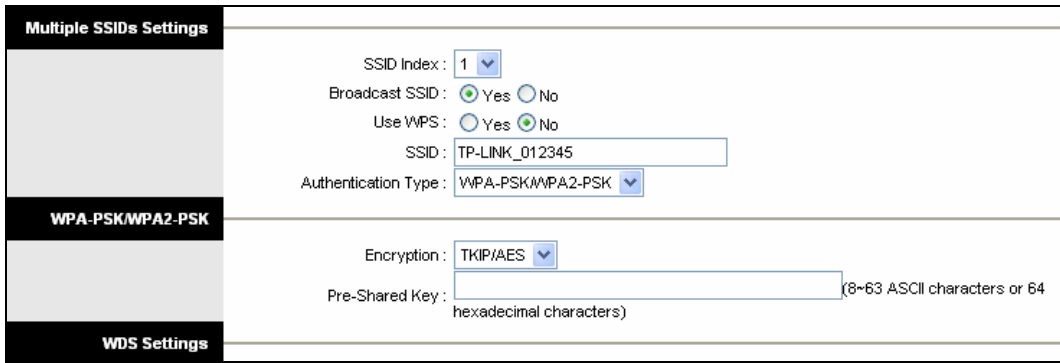 Multiple SSIDs Settings
SSID Index : 1
Broadcast SSID : Yes No
Use WPS : Yes No
SSID : TP-LINK_012345
Authentication Type : WPA-PSK/WPA2-PSK
WPA-PSK/WPA2-PSK
Encryption : TKIP/AES
Pre-Shared Key : (8~63 ASCII characters or 64
hexadecimal characters)
WDS Settings